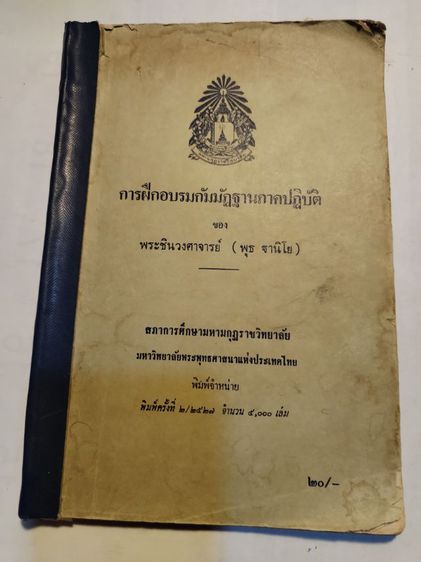 การฝึกอบรมกัมมัฏฐานภาคปฏิบัติ
ของ
พระชินวงศาจารย์ (พุธ ฐานิโย)
สภาการศึกษามหามกุฏราชวิทยาลัย
มหาวิทยาลัยพระพุทธศาสนาแห่งประเทศไทย
พิมพ์จำหน่าย
พิมพ์ครั้งที่ ๒/๒๕๒๗ จำนวน ๕,๐๐๐ เล่ม
๒๐/-